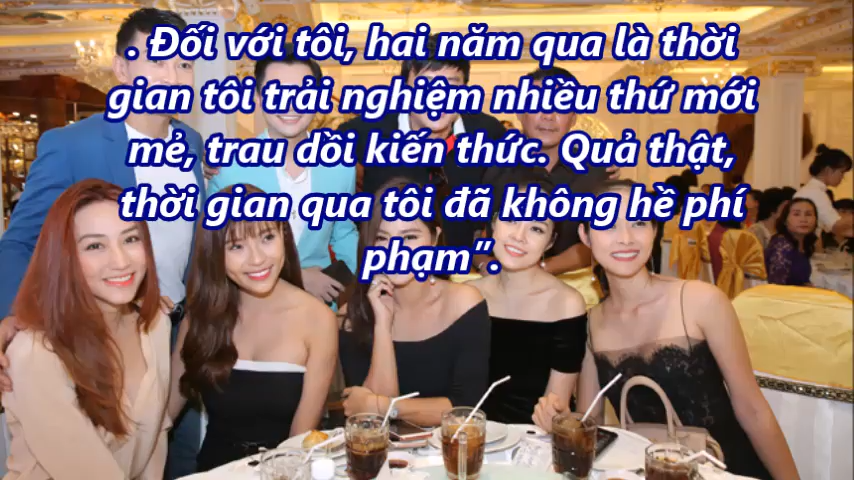 . Đối với tôi, hai năm qua là thời
gian tôi trải nghiệm nhiều thứ mới
mẻ, trau dồi kiến thức. Quả thật,
thời gian qua tôi đã không hề phí
phạm”.